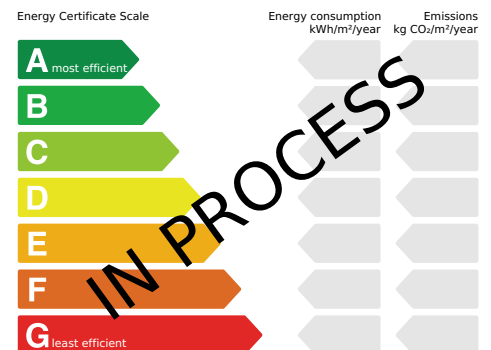 Energy Certificate Scale
Energy consumption
kWh/m²/year
Emissions
kg CO₂/m²/year
A most efficient
B
C
D
E
F
G least efficient
IN PROCESS